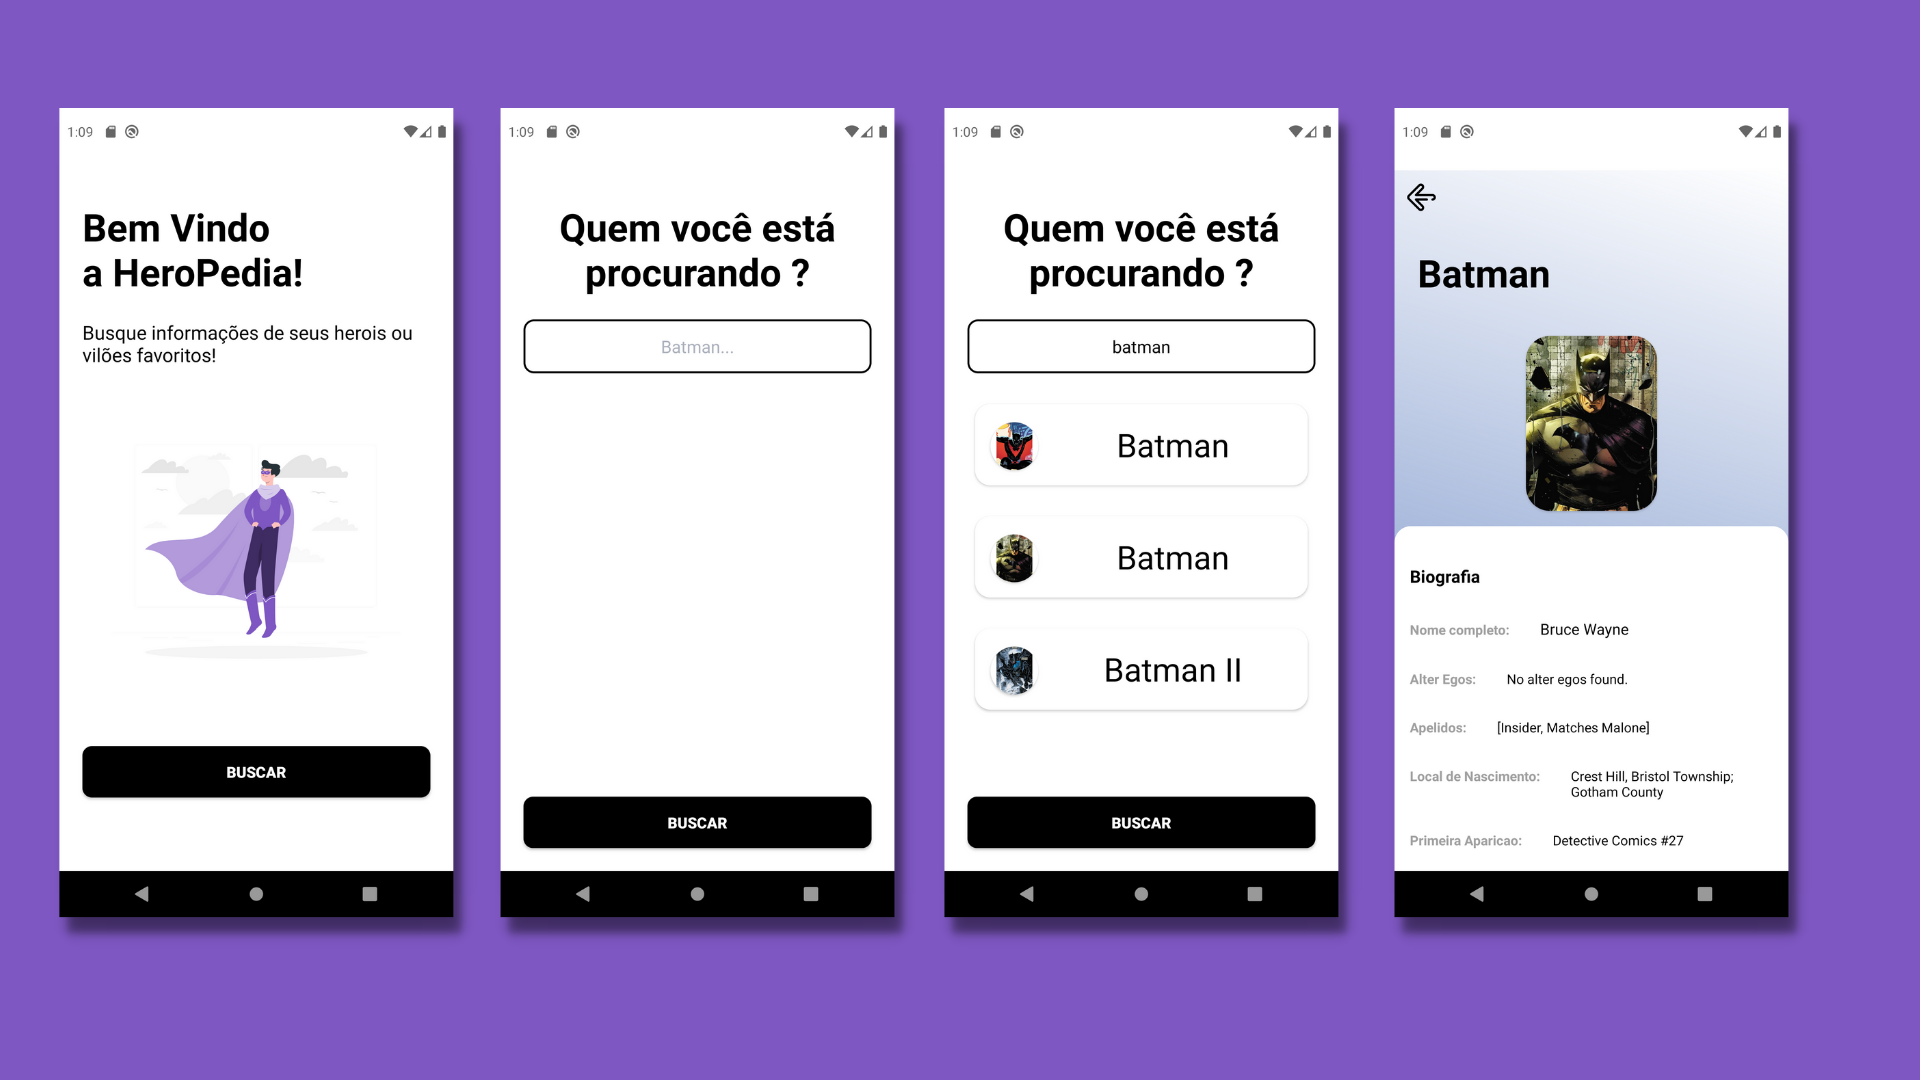 1:09
Bem Vindo
a HeroPedia!
Busque informações de seus herois ou
vilões favoritos!
BUSCAR
1:09
Quem você está
procurando ?
Batman...
BUSCAR
1:09
Quem você está
procurando ?
batman
Batman
Batman
Batman II
BUSCAR
1:09
Batman
Biografia
Nome completo: Bruce Wayne
Alter Egos: No alter egos found.
Apelidos: [Insider, Matches Malone]
Local de Nascimento: Crest Hill, Bristol Township;
Gotham County
Primeira Aparicao: Detective Comics #27